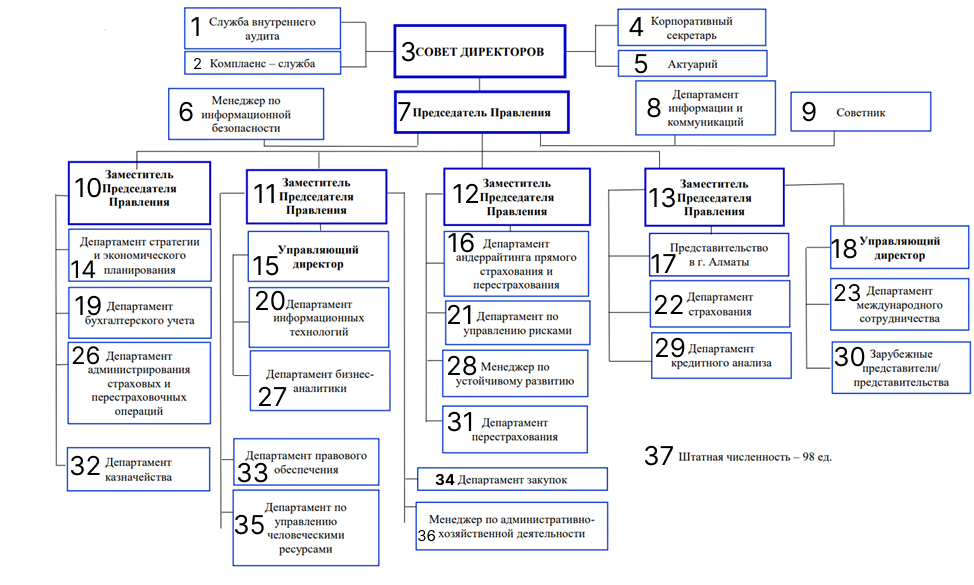 1 Служба внутреннего
аудита
2 Комплаенс – служба
3 СОВЕТ ДИРЕКТОРОВ
4 Корпоративный
секретарь
5 Актуарий
6 Менеджер по
информационной
безопасности
7 Председатель Правления
8 Департамент
информации и
коммуникаций
9 Советник
10 Заместитель
Председателя
Правления
11 Заместитель
Председателя
Правления
12 Заместитель
Председателя
Правления
13 Заместитель
Председателя
Правления
Департамент стратегии
и экономического
14 планирования
Управляющий
15 директор
16 Департамент
андеррайтинга прямого
страхования и
перестрахования
Представительство
17 в г. Алматы
18 Управляющий
директор
19 Департамент
бухгалтерского учета
20 Департамент
информационных
технологий
21 Департамент по
управлению рисками
22 Департамент
страхования
23 Департамент
международного
сотрудничества
26 Департамент
администрирования
страховых и
перестраховочных
операций
Департамент бизнес-
аналитики
27
28 Менеджер по
устойчивому развитию
29 Департамент
кредитного анализа
30 Зарубежные
представители/
представительства
31 Департамент
перестрахования
32 Департамент
казначейства
Департамент правового
33 обеспечения
34 Департамент закупок
Департамент по
35 управлению
человеческими
ресурсами
Менеджер по административно-
36 хозяйственной деятельности
37 Штатная численность – 98 ед.